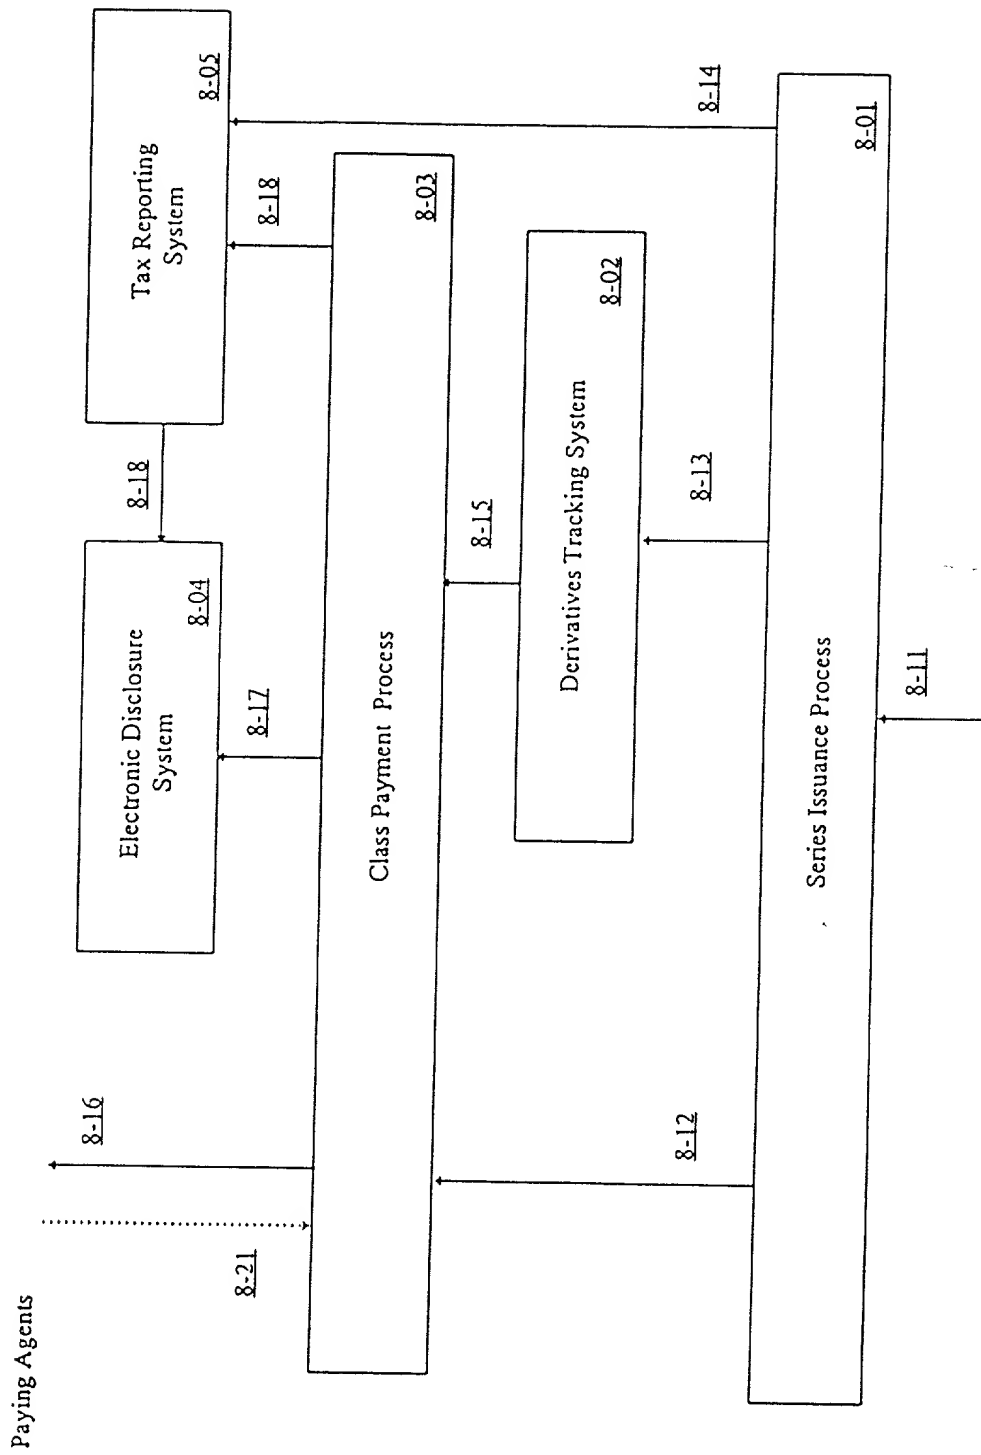 Paying Agents
8-16
Electronic Disclosure
System
8-04
8-18
Tax Reporting
System
8-05
8-21
8-17
8-18
Class Payment Process
8-03
8-15
Derivatives Tracking System
8-02
8-12
8-13
8-14
Series Issuance Process
8-01
8-11